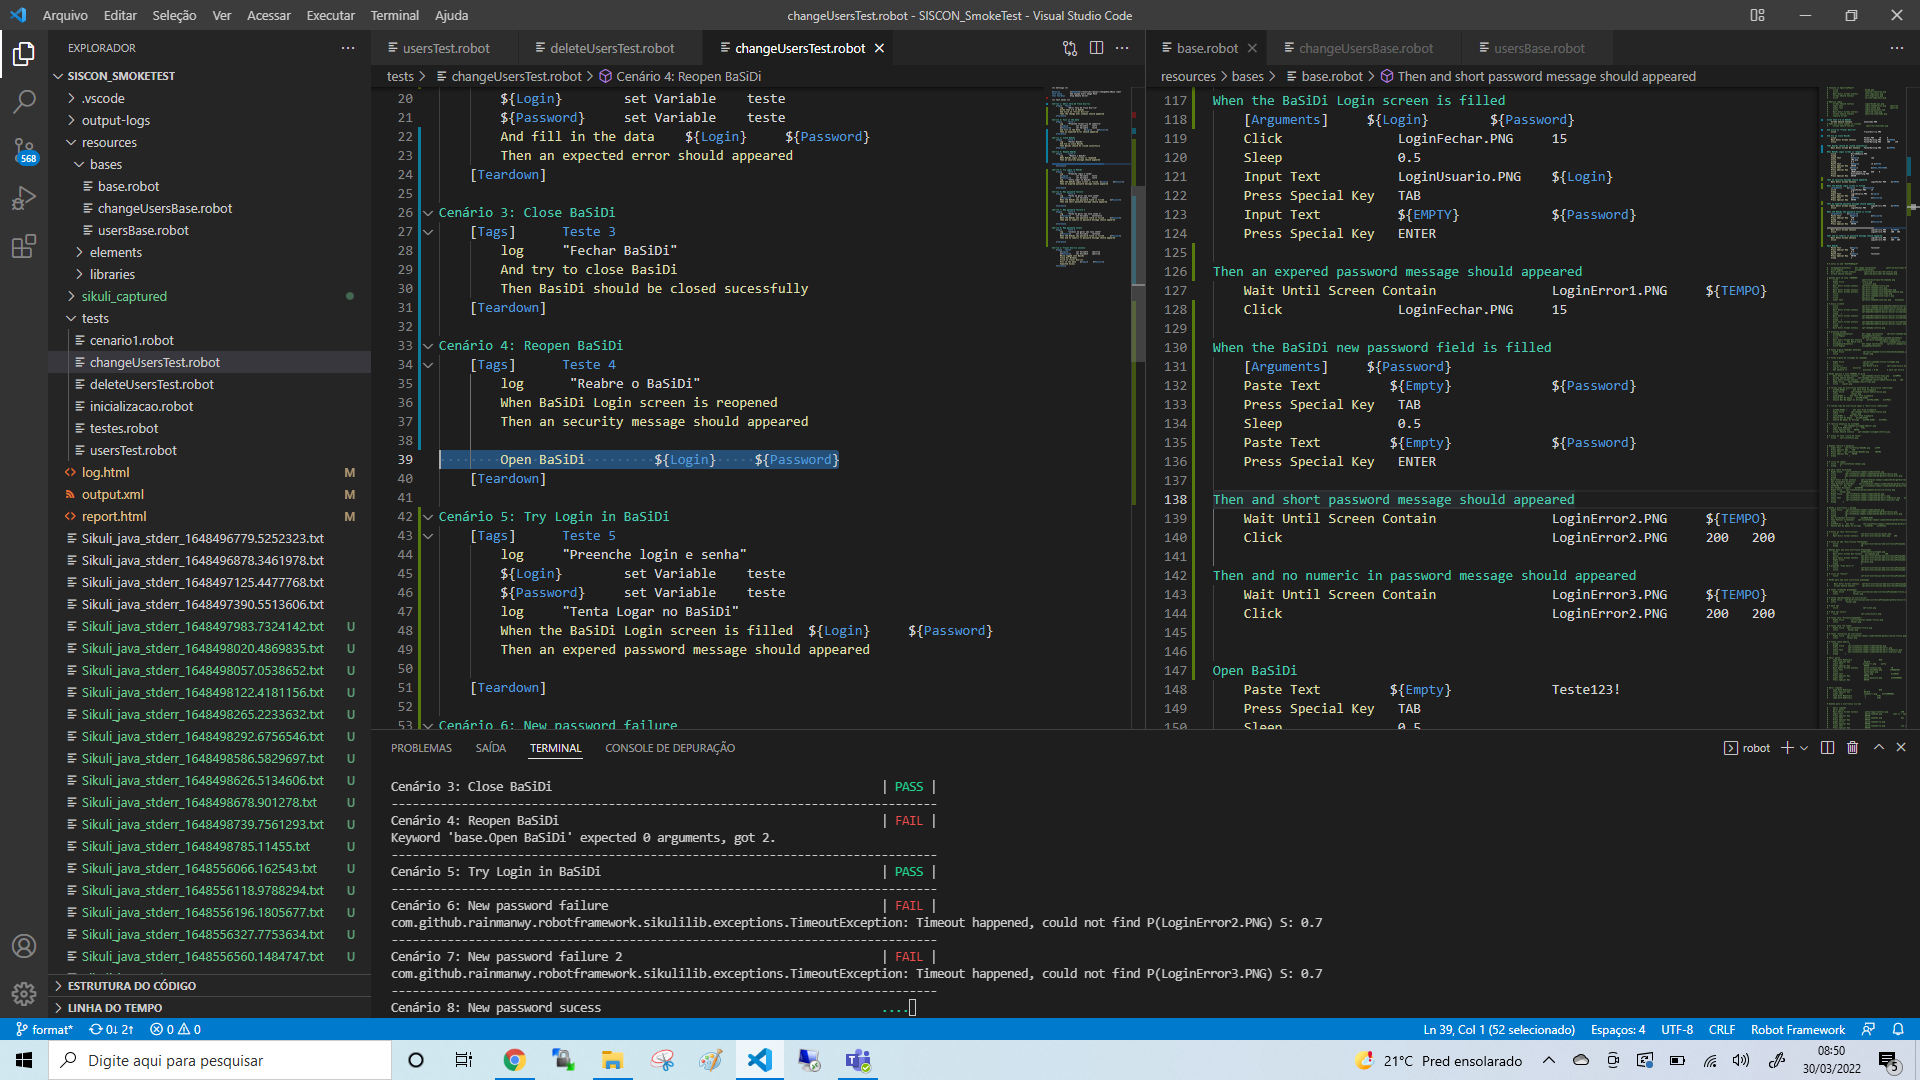 Arquivo Editar Seleção Ver Acessar Executar Terminal Ajuda
changeUsersTest.robot - SISCON_SmokeTest - Visual Studio Code
EXPLORADOR
SISCON_SMOKETEST
.vscode
output-logs
resources
bases
base.robot
changeUsersBase.robot
usersBase.robot
elements
libraries
sikuli_captured
tests
cenario1.robot
changeUsersTest.robot
deleteUsersTest.robot
inicializacao.robot
testes.robot
usersTest.robot
log.html M
output.xml M
report.html M
Sikuli_java_stderr_1648496779.5252323.txt
Sikuli_java_stderr_1648496878.3461978.txt
Sikuli_java_stderr_1648497125.4477768.txt
Sikuli_java_stderr_1648497390.5513606.txt
Sikuli_java_stderr_1648497983.7324142.txt U
Sikuli_java_stderr_1648498020.4869835.txt U
Sikuli_java_stderr_1648498057.0538652.txt U
Sikuli_java_stderr_1648498122.4181156.txt U
Sikuli_java_stderr_1648498265.2233632.txt U
Sikuli_java_stderr_1648498292.6756546.txt U
Sikuli_java_stderr_1648498586.5829697.txt U
Sikuli_java_stderr_1648498626.5134606.txt U
Sikuli_java_stderr_1648498678.901278.txt U
Sikuli_java_stderr_1648498739.7561293.txt U
Sikuli_java_stderr_1648498785.11455.txt U
Sikuli_java_stderr_1648556066.162543.txt U
Sikuli_java_stderr_1648556118.9788294.txt U
Sikuli_java_stderr_1648556196.1805677.txt U
Sikuli_java_stderr_1648556327.7753634.txt U
Sikuli_java_stderr_1648556560.1484747.txt U
ESTRUTURA DO CÓDIGO
LINHA DO TEMPO
568
usersTest.robot deleteUsersTest.robot changeUsersTest.robot
tests > changeUsersTest.robot > Cenário 4: Reopen BaSiDi
20 ${Login} set Variable teste
21 ${Password} set Variable teste
22 And fill in the data ${Login} ${Password}
23 Then an expected error should appeared
24 [Teardown]
25
26 Cenário 3: Close BaSiDi
27 [Tags] Teste 3
28 log "Fechar BaSiDi"
29 And try to close BasiDi
30 Then BasiDi should be closed sucessfully
31 [Teardown]
32
33 Cenário 4: Reopen BaSiDi
34 [Tags] Teste 4
35 log "Reabre o BaSiDi"
36 When BaSiDi Login screen is reopened
37 Then an security message should appeared
38
39 Open BaSiDi ${Login} ${Password}
40 [Teardown]
41
42 Cenário 5: Try Login in BaSiDi
43 [Tags] Teste 5
44 log "Preenche login e senha"
45 ${Login} set Variable teste
46 ${Password} set Variable teste
47 log "Tenta Logar no BaSiDi"
48 When the BaSiDi Login screen is filled ${Login} ${Password}
49 Then an expered password message should appeared
50
51 [Teardown]
52
53 Cenário 6: New password failure
base.robot changeUsersBase.robot usersBase.robot
resources > bases > base.robot > Then and short password message should appeared
117 When the BaSiDi Login screen is filled
118 [Arguments] ${Login} ${Password}
119 Click LoginFechar.PNG 15
120 Sleep 0.5
121 Input Text LoginUsuario.PNG ${Login}
122 Press Special Key TAB
123 Input Text ${EMPTY} ${Password}
124 Press Special Key ENTER
125
126 Then an expered password message should appeared
127 Wait Until Screen Contain LoginError1.PNG ${TEMPO}
128 Click LoginFechar.PNG 15
129
130 When the BaSiDi new password field is filled
131 [Arguments] ${Password}
132 Paste Text ${Empty} ${Password}
133 Press Special Key TAB
134 Sleep 0.5
135 Paste Text ${Empty} ${Password}
136 Press Special Key ENTER
137
138 Then and short password message should appeared
139 Wait Until Screen Contain LoginError2.PNG ${TEMPO}
140 Click LoginError2.PNG 200 200
141
142 Then and no numeric in password message should appeared
143 Wait Until Screen Contain LoginError3.PNG ${TEMPO}
144 Click LoginError2.PNG 200 200
145
146
147 Open BaSiDi
148 Paste Text ${Empty} Teste123!
149 Press Special Key TAB
150 Sleep 0.5
PROBLEMAS SAÍDA TERMINAL CONSOLE DE DEPURAÇÃO
robot
Cenário 3: Close BaSiDi | PASS |
------------------------------------------------------------------------------
Cenário 4: Reopen BaSiDi | FAIL |
Keyword 'base.Open BaSiDi' expected 0 arguments, got 2.
------------------------------------------------------------------------------
Cenário 5: Try Login in BaSiDi | PASS |
------------------------------------------------------------------------------
Cenário 6: New password failure | FAIL |
com.github.rainmanwy.robotframework.sikulilib.exceptions.TimeoutException: Timeout happened, could not find P(LoginError2.PNG) S: 0.7
------------------------------------------------------------------------------
Cenário 7: New password failure 2 | FAIL |
com.github.rainmanwy.robotframework.sikulilib.exceptions.TimeoutException: Timeout happened, could not find P(LoginError3.PNG) S: 0.7
------------------------------------------------------------------------------
Cenário 8: New password sucess ....
format* 0↓ 2↑ 0 0
Ln 39, Col 1 (52 selecionado) Espaços: 4 UTF-8 CRLF Robot Framework
Digite aqui para pesquisar
21°C Pred ensolarado
08:50
30/03/2022
5